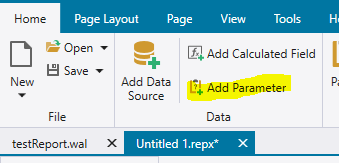 Home Page Layout Page Tools
New
Open
Save
File
Add Data Source
Add Calculated Field
Add Parameter
Data
testReport.wal X Untitled 1.repx* X